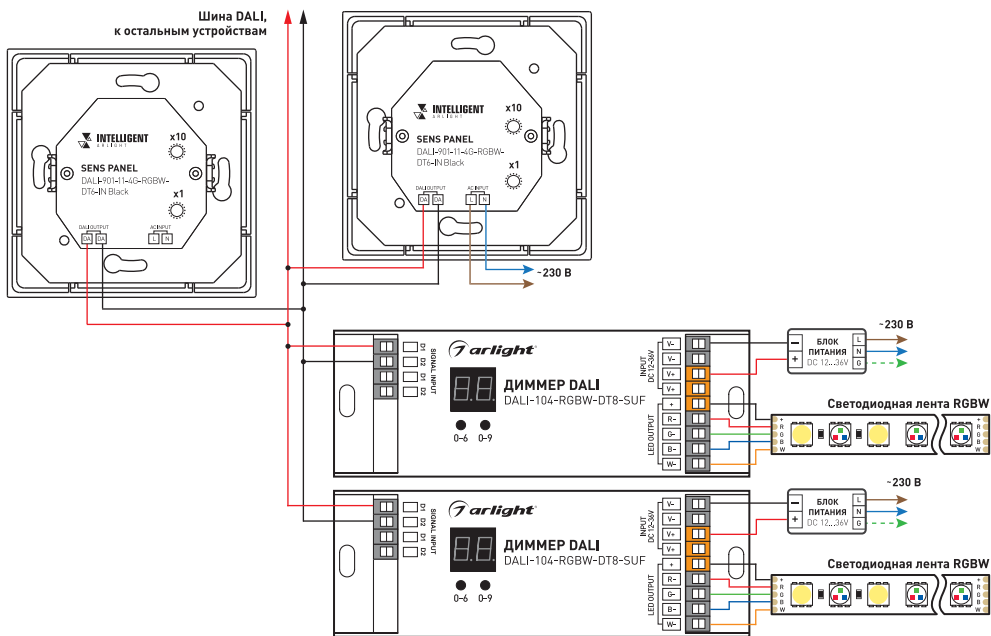 Шина DALI,
к остальным устройствам
INTELLIGENT
ARLIGHT
x10
SENS PANEL
DALI-901-11-4G-RGBW-
DT6-IN Black
x1
DALI OUTPUT
AC INPUT
DA DA
L N
INTELLIGENT
ARLIGHT
x10
SENS PANEL
DALI-901-11-4G-RGBW-
DT6-IN Black
x1
DALI OUTPUT
AC INPUT
DA DA
L N
~230 В
D1
D2
D1
D2
SIGNAL INPUT
arlight
ДИММЕР DALI
DALI-104-RGBW-DT8-SUF
0-6 0-9
INPUT
DC 12-36V
LED OUTPUT
V-
V-
V+
V+
+
R-
G-
B-
W-
− +
БЛОК
ПИТАНИЯ
DC 12...36V
L
N
G
~230 В
Светодиодная лента RGBW
+
R
G
B
W
+
R
G
B
W
D1
D2
D1
D2
SIGNAL INPUT
arlight
ДИММЕР DALI
DALI-104-RGBW-DT8-SUF
0-6 0-9
INPUT
DC 12-36V
LED OUTPUT
V-
V-
V+
V+
+
R-
G-
B-
W-
− +
БЛОК
ПИТАНИЯ
DC 12...36V
L
N
G
~230 В
Светодиодная лента RGBW
+
R
G
B
W
+
R
G
B
W